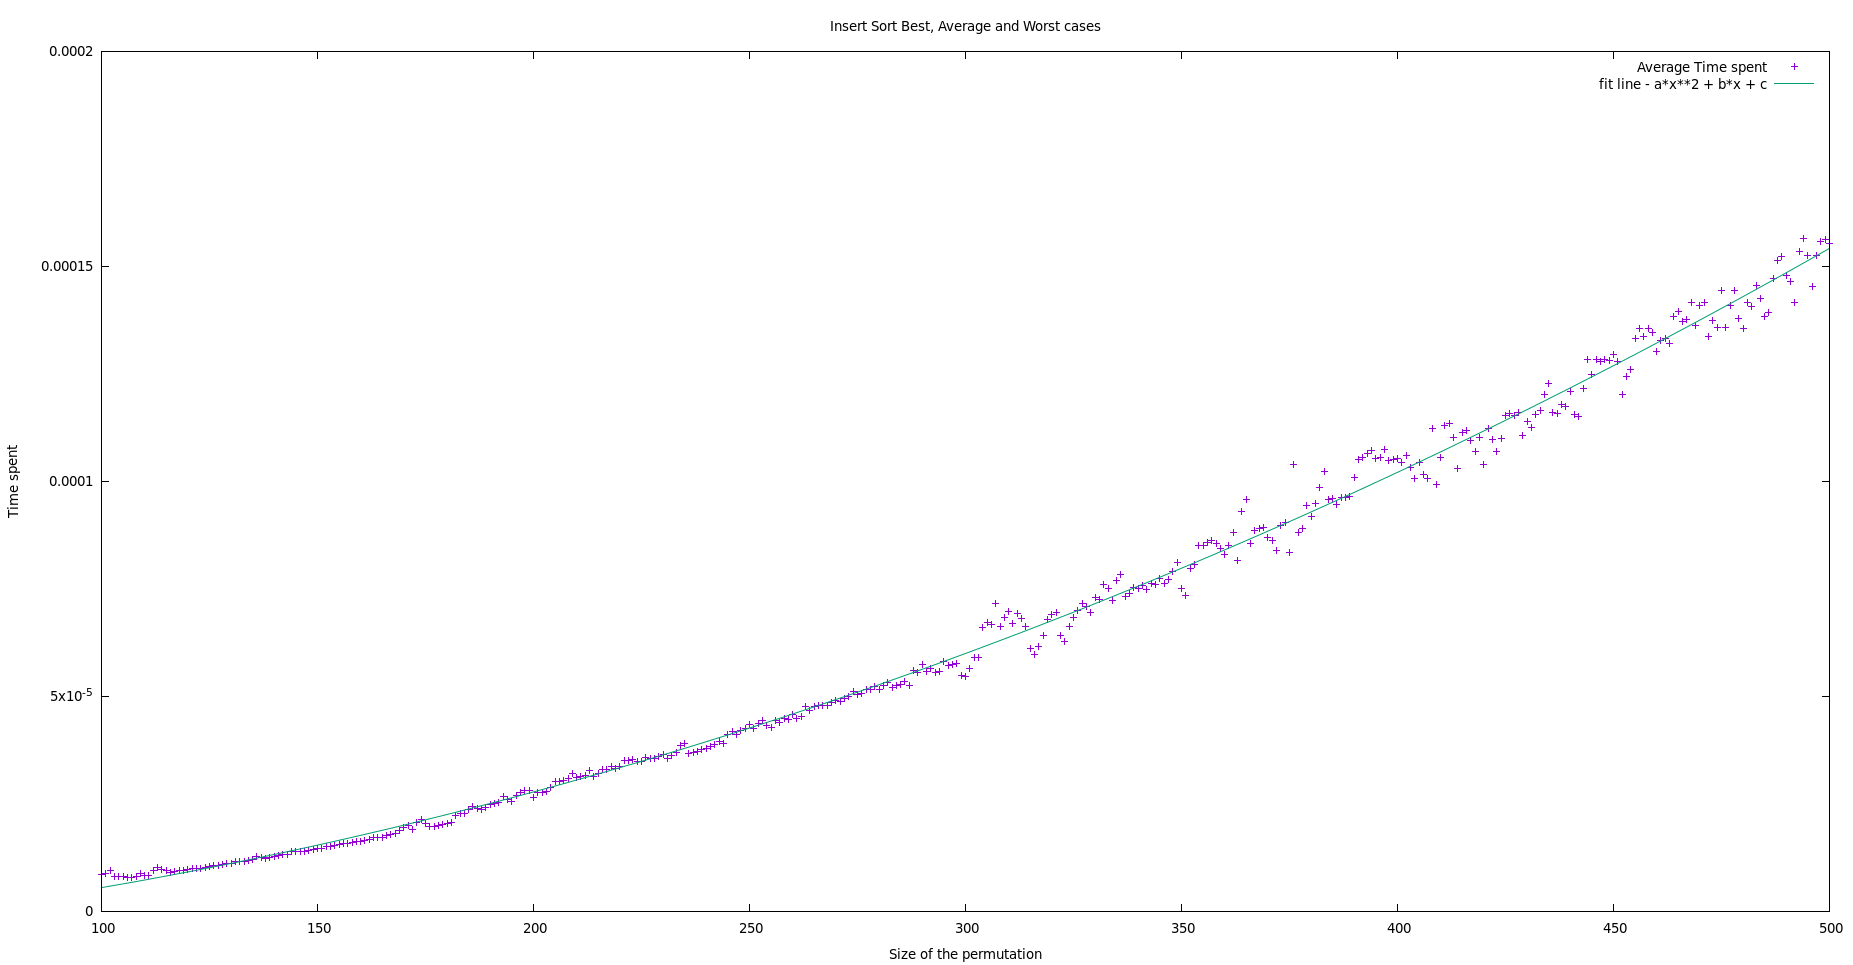 Insert Sort Best, Average and Worst cases
0.0002
Average Time spent
fit line - a*x**2 + b*x + c
0.00015
0.0001
5x10-5
0
Time spent
100 150 200 250 300 350 400 450 500
Size of the permutation